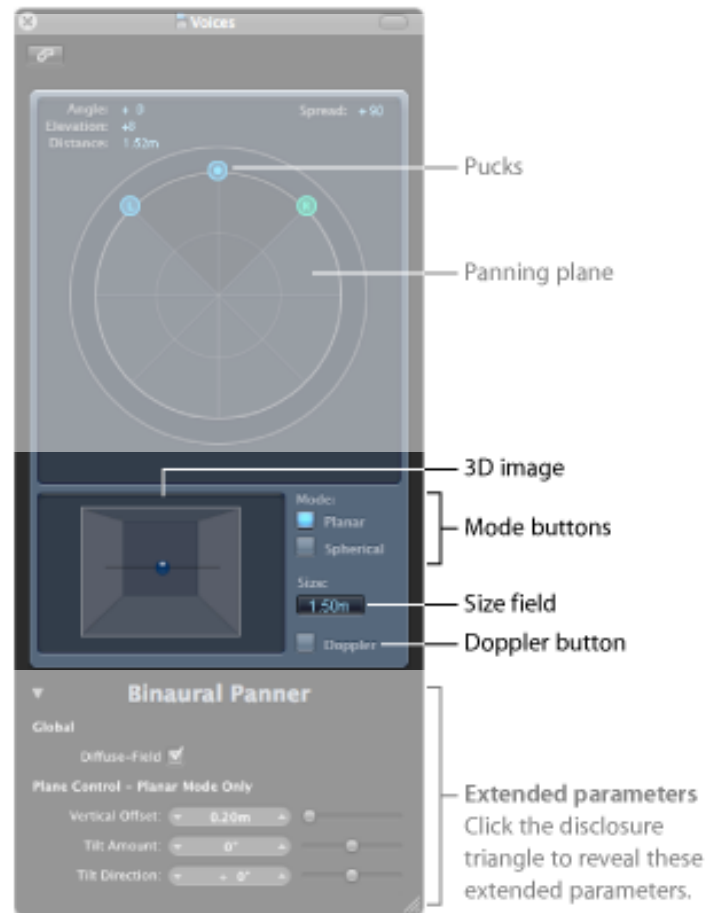 Voices
Angle: + 0
Spread: +90
Elevation: +0
Distance: 1.52m
L
R
Pucks
Panning plane
3D image
Mode:
Planar
Spherical
Mode buttons
Size:
1.50m
Size field
Doppler
Doppler button
Binaural Panner
Global
Diffuse-Field
Plane Control - Planar Mode Only
Vertical Offset: 0.20m
Tilt Amount: 0°
Tilt Direction: + 0°
Extended parameters
Click the disclosure
triangle to reveal these
extended parameters.